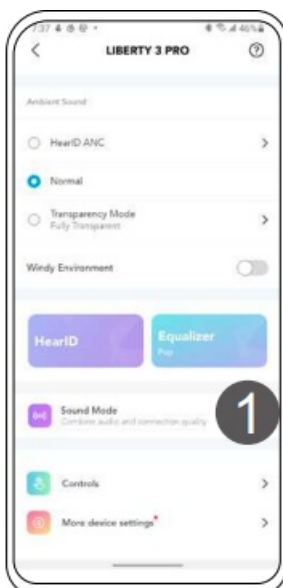 7:37
46%
LIBERTY 3 PRO
?
Ambient Sound
HearID ANC
Normal
Transparency Mode
Fully Transparent
Windy Environment
HearID
Equalizer
Pop
Sound Mode
Combine audio and connection quality
1
Controls
More device settings